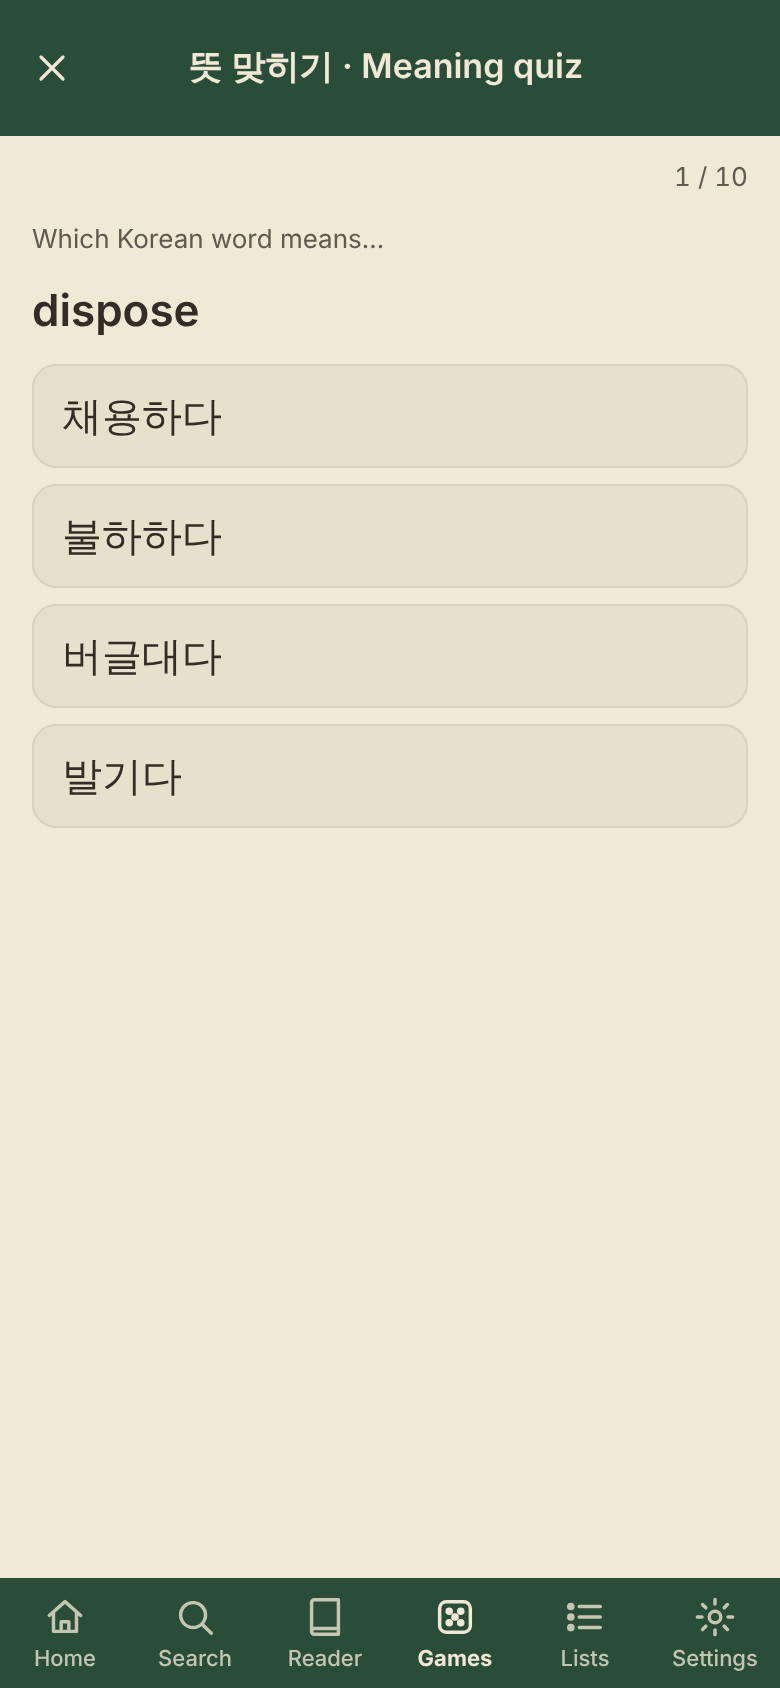 뜻 맞히기 · Meaning quiz
1 / 10
Which Korean word means...
dispose
채용하다
불하하다
버글대다
발기다
Home
Search
Reader
Games
Lists
Settings